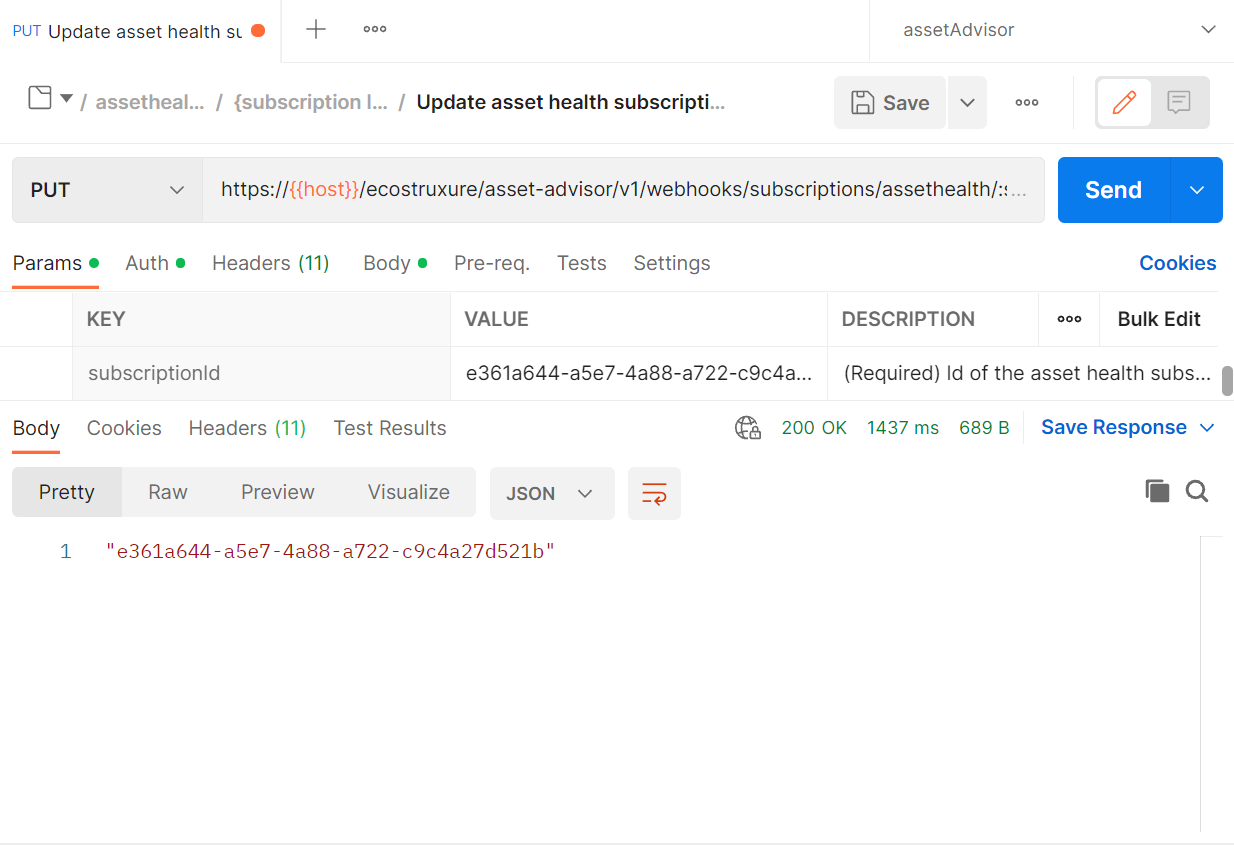 PUT Update asset health su
assetAdvisor
/ assetheal... / {subscription I... / Update asset health subscripti...
Save
PUT
https://{{host}}/ecostruxure/asset-advisor/v1/webhooks/subscriptions/assethealth/:s...
Send
Params Auth Headers (11) Body Pre-req. Tests Settings Cookies
KEY VALUE DESCRIPTION Bulk Edit
subscriptionId e361a644-a5e7-4a88-a722-c9c4a... (Required) Id of the asset health subs...
Body Cookies Headers (11) Test Results 200 OK 1437 ms 689 B Save Response
Pretty Raw Preview Visualize JSON
1 "e361a644-a5e7-4a88-a722-c9c4a27d521b"